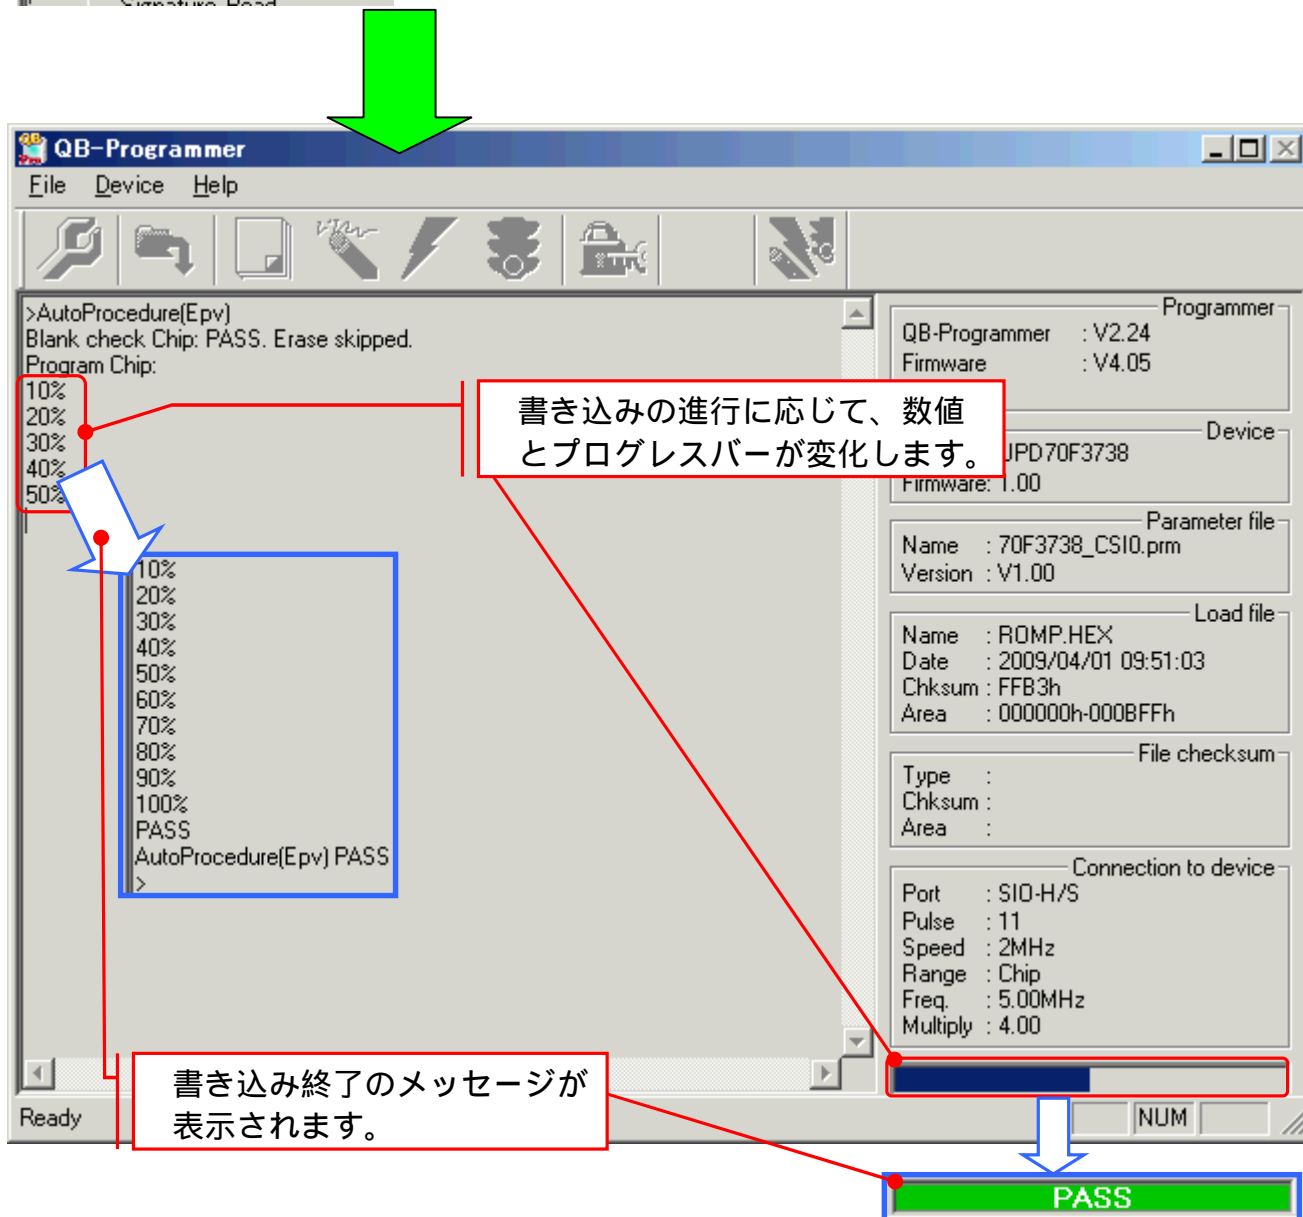 Signature Read
QB-Programmer
File Device Help
>AutoProcedure(Epv)
Blank check Chip: PASS. Erase skipped.
Program Chip:
10%
20%
30%
40%
50%
書き込みの進行に応じて、数値
とプログレスバーが変化します。
10%
20%
30%
40%
50%
60%
70%
80%
90%
100%
PASS
AutoProcedure(Epv) PASS
>
Programmer
QB-Programmer : V2.24
Firmware : V4.05
Device
UPD70F3738
Firmware: 1.00
Parameter file
Name : 70F3738_CSI0.prm
Version : V1.00
Load file
Name : ROMP.HEX
Date : 2009/04/01 09:51:03
Chksum : FFB3h
Area : 000000h-000BFFh
File checksum
Type :
Chksum :
Area :
Connection to device
Port : SIO-H/S
Pulse : 11
Speed : 2MHz
Range : Chip
Freq. : 5.00MHz
Multiply : 4.00
書き込み終了のメッセージが
表示されます。
Ready
NUM
PASS